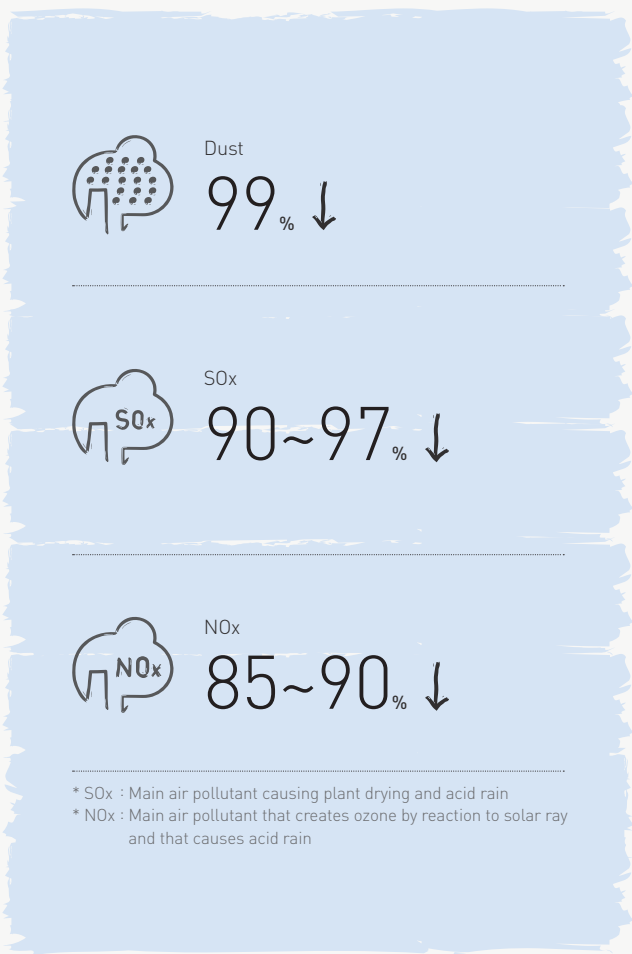 Dust
99% ↓
SOx
SOx
90~97% ↓
NOx
NOx
85~90% ↓
* SOx : Main air pollutant causing plant drying and acid rain
* NOx : Main air pollutant that creates ozone by reaction to solar ray
and that causes acid rain